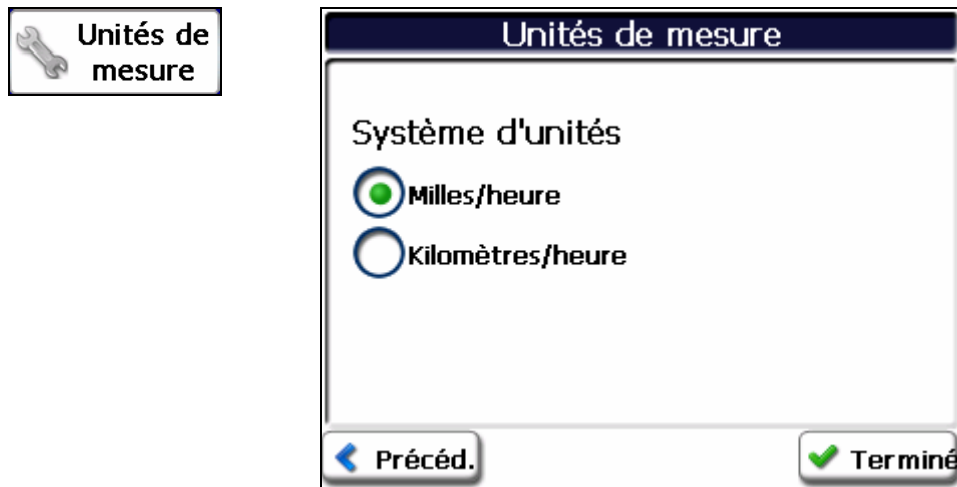 Unités de
mesure
Unités de mesure
Système d'unités
Milles/heure
Kilomètres/heure
Précéd.
Terminé